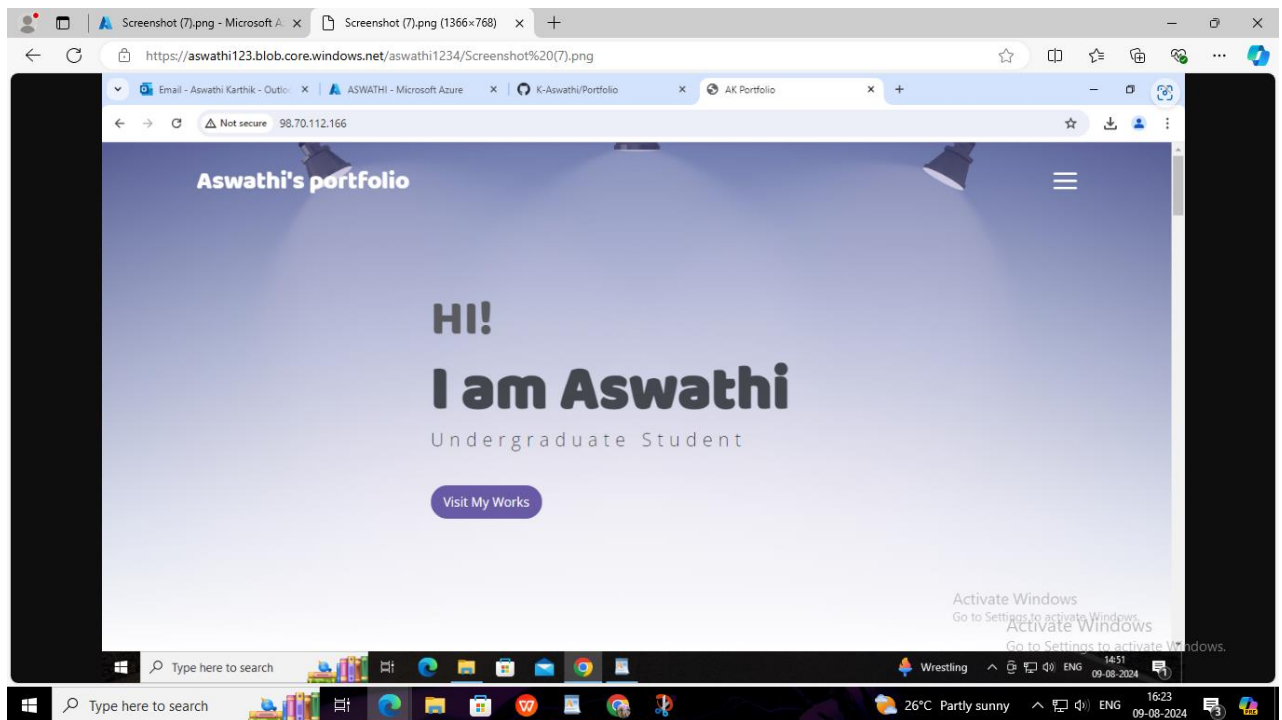 Screenshot (7).png - Microsoft A
Screenshot (7).png (1366×768)
https://aswathi123.blob.core.windows.net/aswathi1234/Screenshot%20(7).png
Email - Aswathi Karthik - Outloo
ASWATHI - Microsoft Azure
K-Aswathi/Portfolio
AK Portfolio
Not secure 98.70.112.166
Aswathi's portfolio
HI!
I am Aswathi
Undergraduate Student
Visit My Works
Activate Windows
Go to Settings to activate Windows.
Activate Windows
Go to Settings to activate Windows.
Type here to search
Wrestling
ENG
14:51
09-08-2024
1
Type here to search
26°C Partly sunny
ENG
16:23
09-08-2024
3